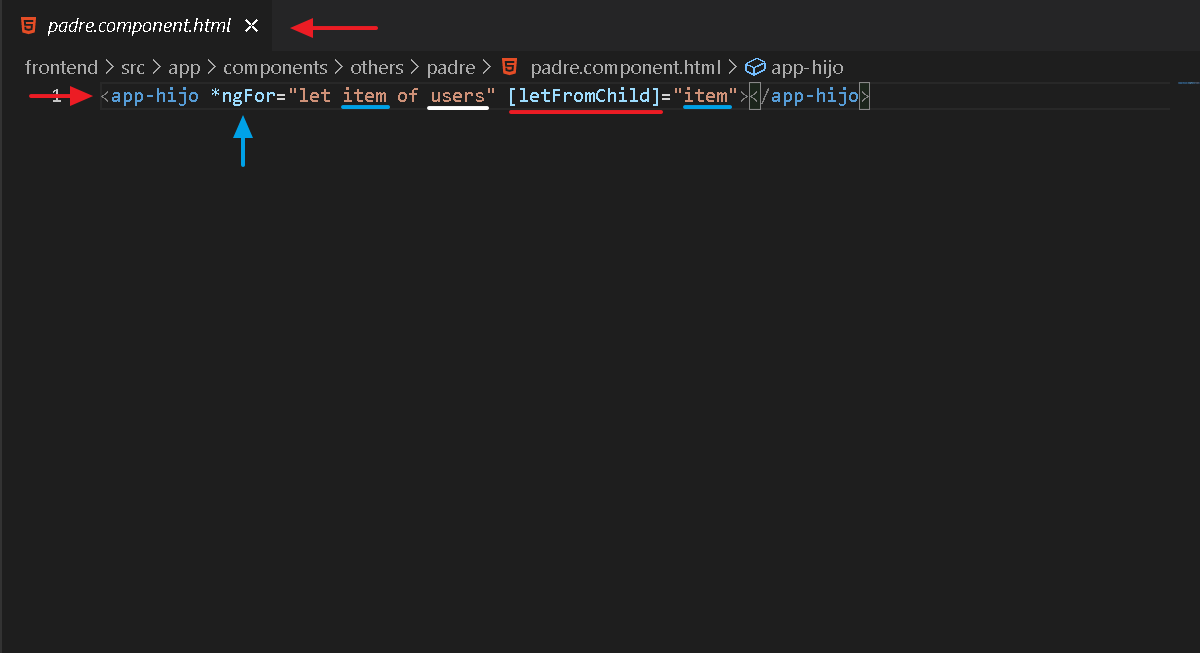 padre.component.html
frontend > src > app > components > others > padre > padre.component.html > app-hijo
1 <app-hijo *ngFor="let item of users" [letFromChild]="item"></app-hijo>